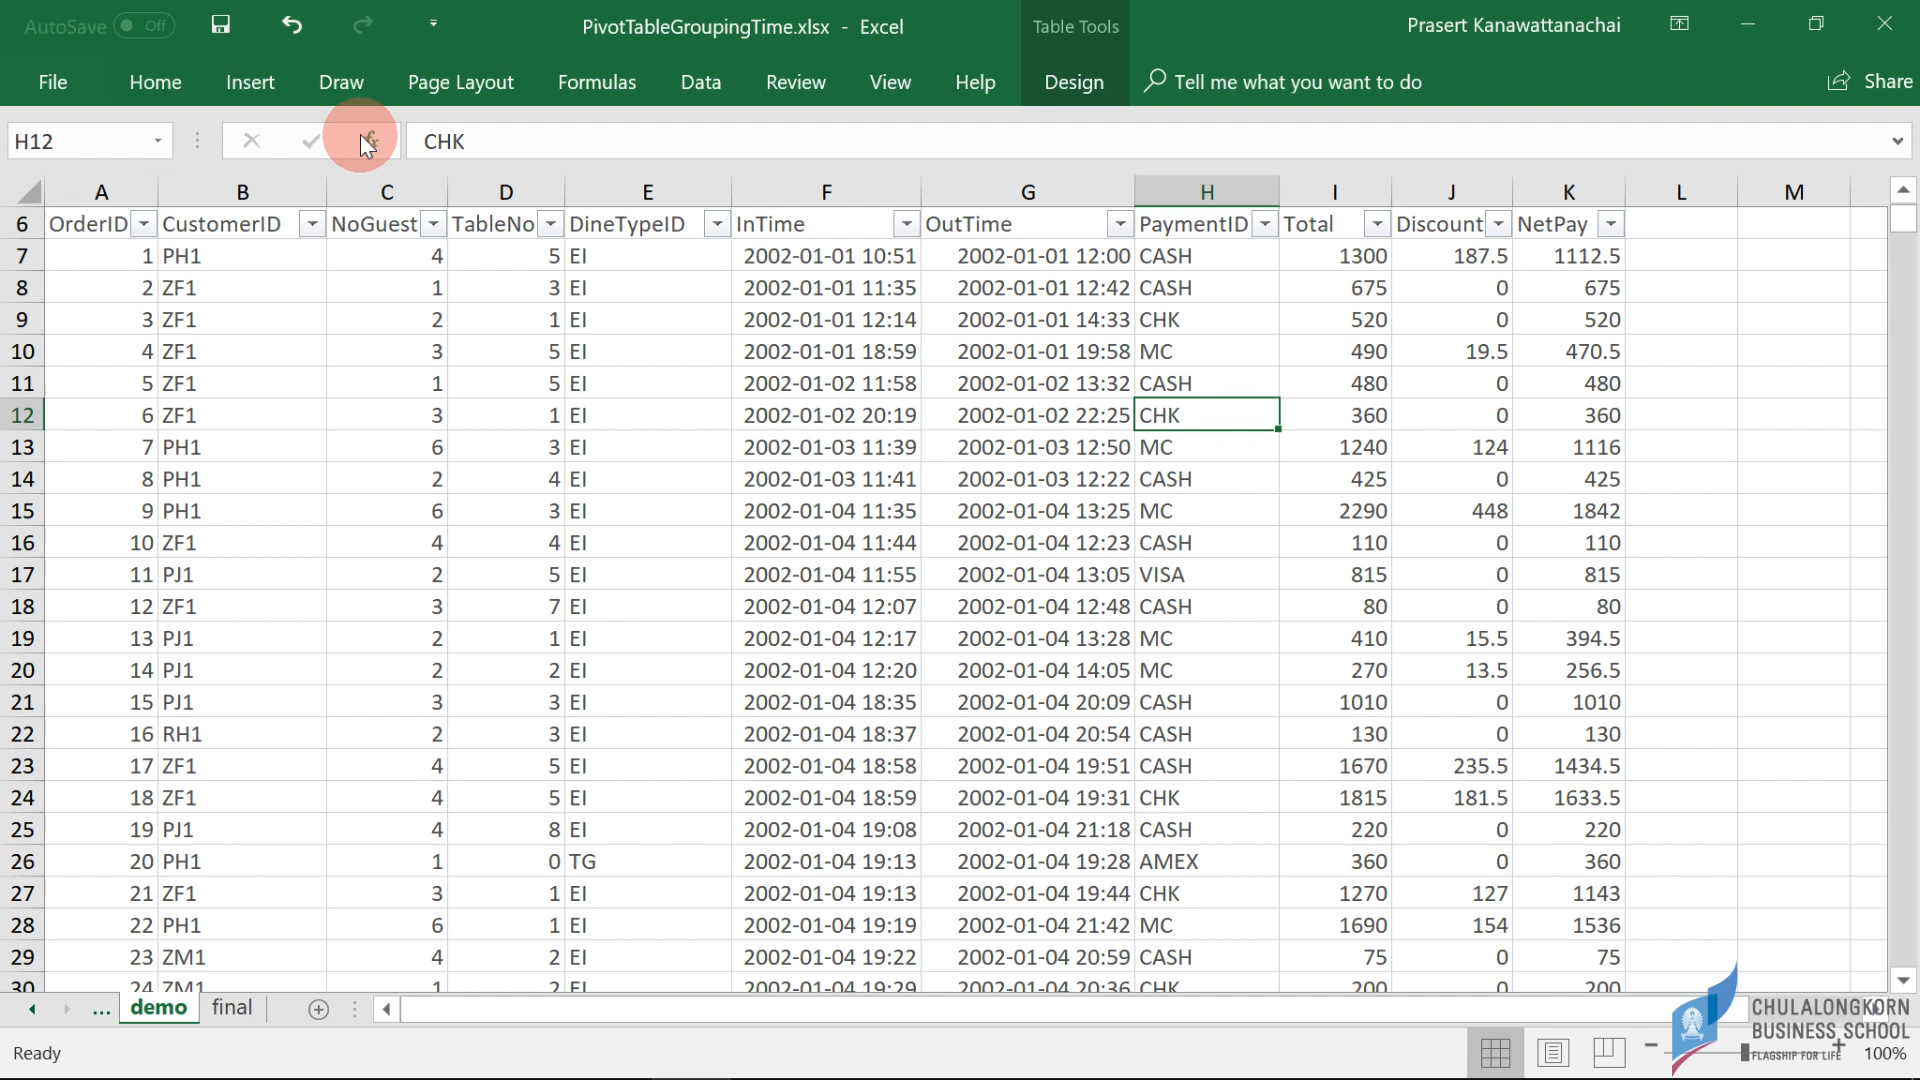 AutoSave Off PivotTableGroupingTime.xlsx - Excel Table Tools Prasert Kanawattanachai
File Home Insert Draw Page Layout Formulas Data Review View Help Design Tell me what you want to do Share
H12 fx CHK
A B C D E F G H I J K L M
6 OrderID CustomerID NoGuest TableNo DineTypeID InTime OutTime PaymentID Total Discount NetPay
7 1 PH1 4 5 EI 2002-01-01 10:51 2002-01-01 12:00 CASH 1300 187.5 1112.5
8 2 ZF1 1 3 EI 2002-01-01 11:35 2002-01-01 12:42 CASH 675 0 675
9 3 ZF1 2 1 EI 2002-01-01 12:14 2002-01-01 14:33 CHK 520 0 520
10 4 ZF1 3 5 EI 2002-01-01 18:59 2002-01-01 19:58 MC 490 19.5 470.5
11 5 ZF1 1 5 EI 2002-01-02 11:58 2002-01-02 13:32 CASH 480 0 480
12 6 ZF1 3 1 EI 2002-01-02 20:19 2002-01-02 22:25 CHK 360 0 360
13 7 PH1 6 3 EI 2002-01-03 11:39 2002-01-03 12:50 MC 1240 124 1116
14 8 PH1 2 4 EI 2002-01-03 11:41 2002-01-03 12:22 CASH 425 0 425
15 9 PH1 6 3 EI 2002-01-04 11:35 2002-01-04 13:25 MC 2290 448 1842
16 10 ZF1 4 4 EI 2002-01-04 11:44 2002-01-04 12:23 CASH 110 0 110
17 11 PJ1 2 5 EI 2002-01-04 11:55 2002-01-04 13:05 VISA 815 0 815
18 12 ZF1 3 7 EI 2002-01-04 12:07 2002-01-04 12:48 CASH 80 0 80
19 13 PJ1 2 1 EI 2002-01-04 12:17 2002-01-04 13:28 MC 410 15.5 394.5
20 14 PJ1 2 2 EI 2002-01-04 12:20 2002-01-04 14:05 MC 270 13.5 256.5
21 15 PJ1 3 3 EI 2002-01-04 18:35 2002-01-04 20:09 CASH 1010 0 1010
22 16 RH1 2 3 EI 2002-01-04 18:37 2002-01-04 20:54 CASH 130 0 130
23 17 ZF1 4 5 EI 2002-01-04 18:58 2002-01-04 19:51 CASH 1670 235.5 1434.5
24 18 ZF1 4 5 EI 2002-01-04 18:59 2002-01-04 19:31 CHK 1815 181.5 1633.5
25 19 PJ1 4 8 EI 2002-01-04 19:08 2002-01-04 21:18 CASH 220 0 220
26 20 PH1 1 0 TG 2002-01-04 19:13 2002-01-04 19:28 AMEX 360 0 360
27 21 ZF1 3 1 EI 2002-01-04 19:13 2002-01-04 19:44 CHK 1270 127 1143
28 22 PH1 6 1 EI 2002-01-04 19:19 2002-01-04 21:42 MC 1690 154 1536
29 23 ZM1 4 2 EI 2002-01-04 19:22 2002-01-04 20:59 CASH 75 0 75
30 24 ZM1 1 2 EI 2002-01-04 19:29 2002-01-04 20:36 CHK 200 0 200
... demo final
CHULALONGKORN
BUSINESS SCHOOL
FLAGSHIP FOR LIFE
Ready 100%